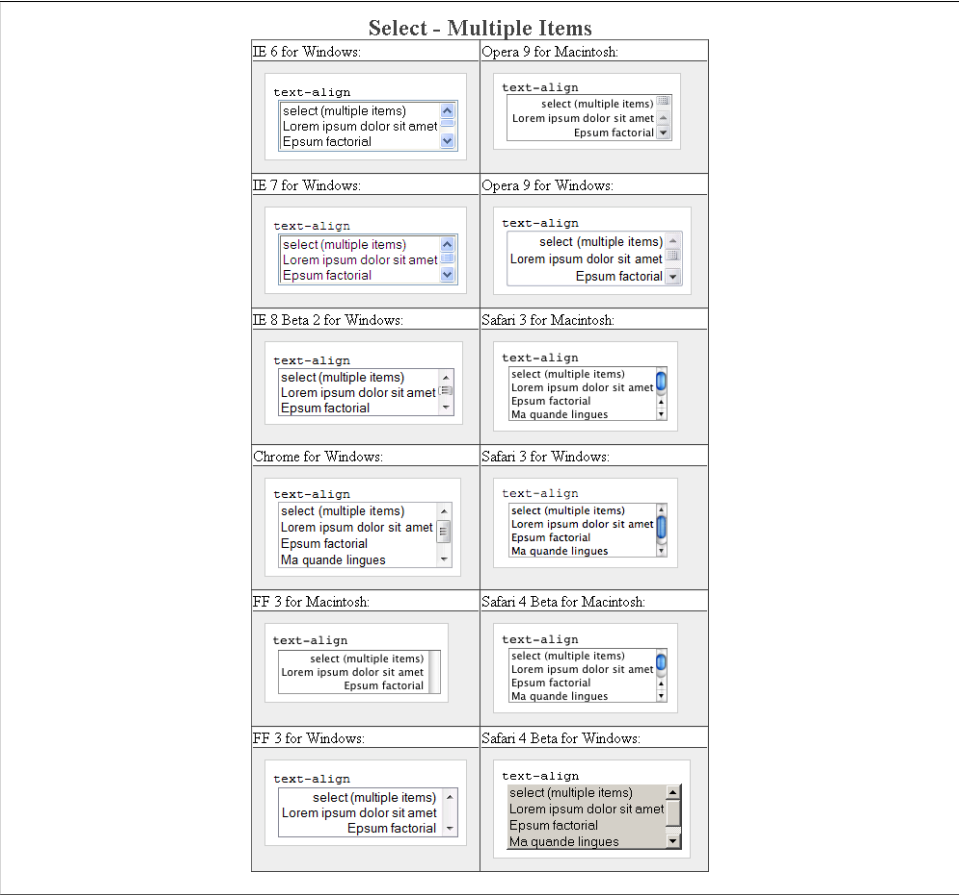 Select - Multiple Items
IE 6 for Windows:
text-align
select (multiple items)
Lorem ipsum dolor sit amet
Epsum factorial
Opera 9 for Macintosh:
text-align
select (multiple items)
Lorem ipsum dolor sit amet
Epsum factorial
IE 7 for Windows:
text-align
select (multiple items)
Lorem ipsum dolor sit amet
Epsum factorial
Opera 9 for Windows:
text-align
select (multiple items)
Lorem ipsum dolor sit amet
Epsum factorial
IE 8 Beta 2 for Windows:
text-align
select (multiple items)
Lorem ipsum dolor sit amet
Epsum factorial
Safari 3 for Macintosh:
text-align
select (multiple items)
Lorem ipsum dolor sit amet
Epsum factorial
Ma quande lingues
Chrome for Windows:
text-align
select (multiple items)
Lorem ipsum dolor sit amet
Epsum factorial
Ma quande lingues
Safari 3 for Windows:
text-align
select (multiple items)
Lorem ipsum dolor sit amet
Epsum factorial
Ma quande lingues
FF 3 for Macintosh:
text-align
select (multiple items)
Lorem ipsum dolor sit amet
Epsum factorial
Safari 4 Beta for Macintosh:
text-align
select (multiple items)
Lorem ipsum dolor sit amet
Epsum factorial
Ma quande lingues
FF 3 for Windows:
text-align
select (multiple items)
Lorem ipsum dolor sit amet
Epsum factorial
Safari 4 Beta for Windows:
text-align
select (multiple items)
Lorem ipsum dolor sit amet
Epsum factorial
Ma quande lingues